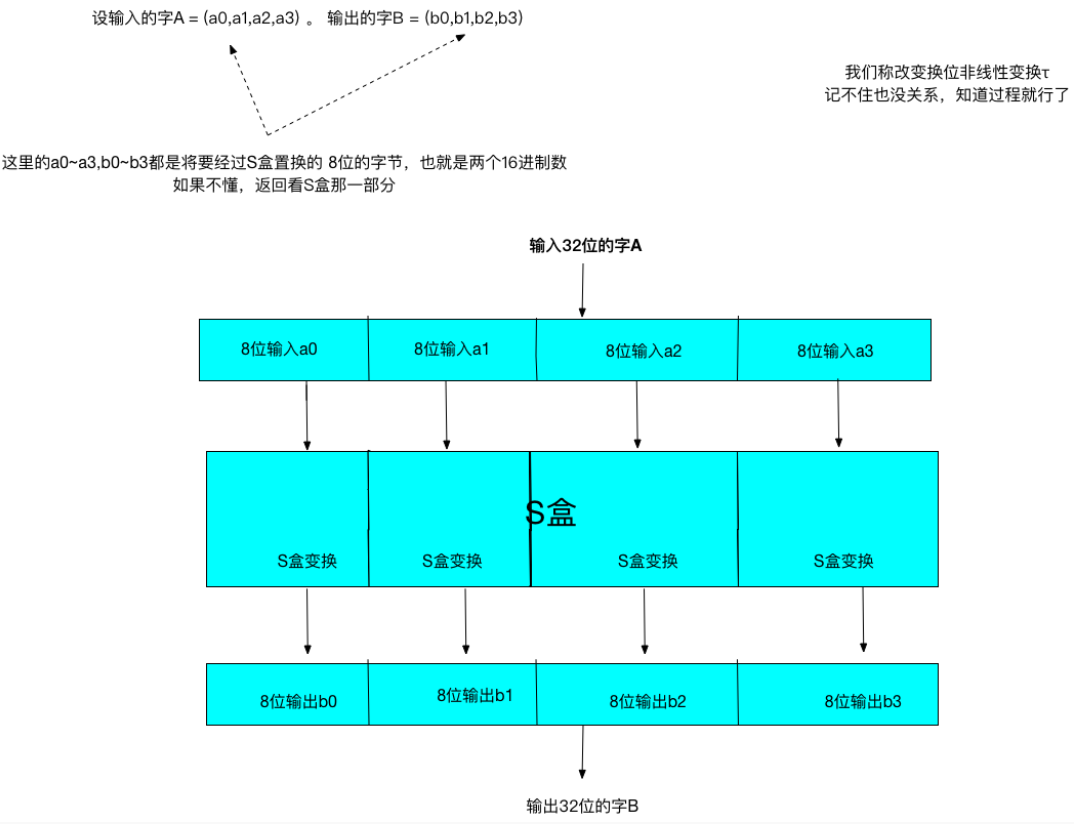 设输入的字A = (a0,a1,a2,a3) 。 输出的字B = (b0,b1,b2,b3)
我们称改变换位非线性变换τ
记不住也没关系，知道过程就行了
这里的a0~a3,b0~b3都是将要经过S盒置换的 8位的字节，也就是两个16进制数
如果不懂，返回看S盒那一部分
输入32位的字A
8位输入a0
8位输入a1
8位输入a2
8位输入a3
S盒
S盒变换
S盒变换
S盒变换
S盒变换
8位输出b0
8位输出b1
8位输出b2
8位输出b3
输出32位的字B